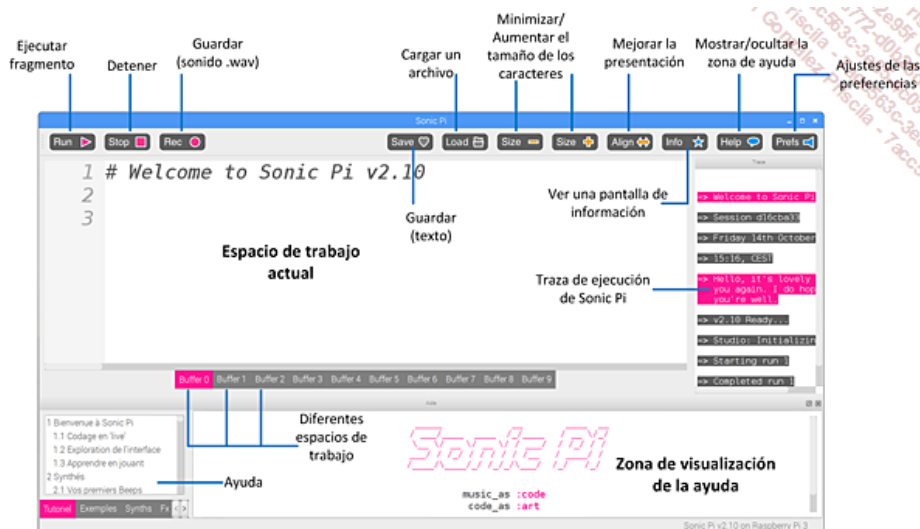 Ejecutar
fragmento
Detener
Guardar
(sonido .wav)
Cargar un
archivo
Minimizar/
Aumentar el
tamaño de los
caracteres
Mejorar la
presentación
Mostrar/ocultar la
zona de ayuda
Ajustes de las
preferencias
Sonic Pi
Run Stop Rec Save Load Size Size Align Info Help Prefs
1 # Welcome to Sonic Pi v2.10
2
3
Espacio de trabajo
actual
Guardar
(texto)
Ver una pantalla de
información
Traza de ejecución
de Sonic Pi
Trace
=> Welcome to Sonic Pi
=> Session d16cba33
=> Friday 14th October
=> 15:16, CEST
=> Hello, it's lovely
you again. I do hop
you're well.
=> v2.10 Ready...
=> Studio: Initializin
=> Starting run 1
=> Completed run 1
Buffer 0 Buffer 1 Buffer 2 Buffer 3 Buffer 4 Buffer 5 Buffer 6 Buffer 7 Buffer 8 Buffer 9
Aide
1 Bienvenue à Sonic Pi
1.1 Codage en 'live'
1.2 Exploration de l'interface
1.3 Apprendre en jouant
2 Synthés
2.1 Vos premiers Beeps
Tutoriel Exemples Synths Fx
Diferentes
espacios de
trabajo
Ayuda
Sonic Pi
music_as :code
code_as :art
Zona de visualización
de la ayuda
Sonic Pi v2.10 on Raspberry Pi 3